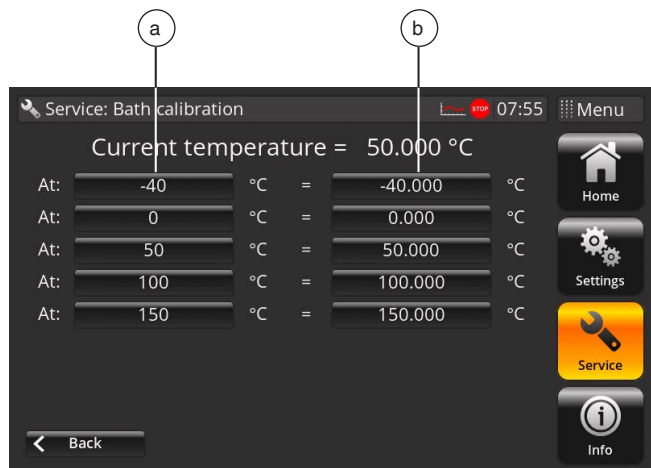 a b
Service: Bath calibration STOP 07:55 Menu
Current temperature = 50.000 °C
At: -40 °C = -40.000 °C
At: 0 °C = 0.000 °C
At: 50 °C = 50.000 °C
At: 100 °C = 100.000 °C
At: 150 °C = 150.000 °C
Back
Home
Settings
Service
Info